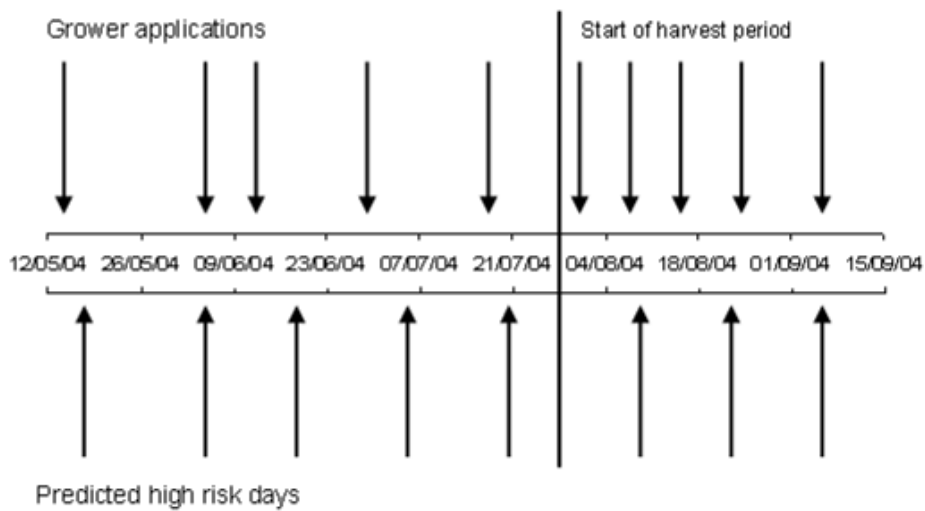 Grower applications
Start of harvest period
12/05/04 26/05/04 09/06/04 23/06/04 07/07/04 21/07/04 04/08/04 18/08/04 01/09/04 15/09/04
Predicted high risk days